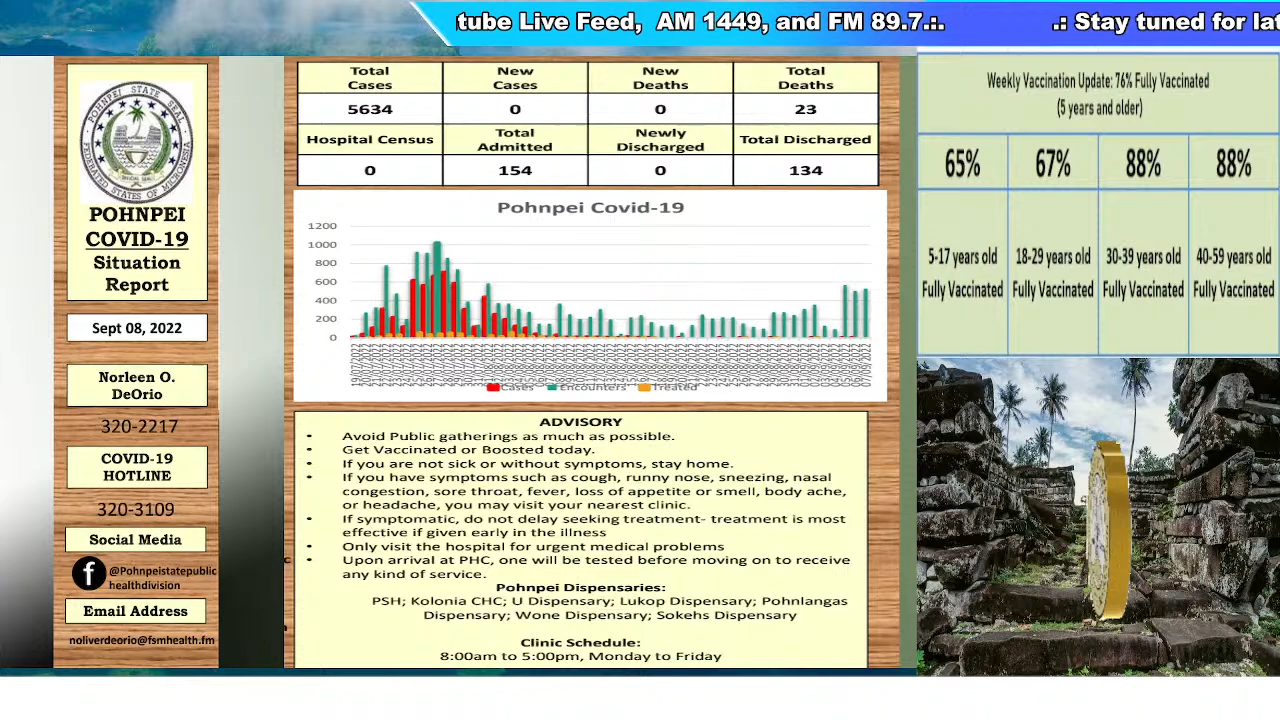 tube Live Feed, AM 1449, and FM 89.7.:.
.: Stay tuned for lat
POHNPEI STATE SEAL
FEDERATED STATES OF MICRONESIA
POHNPEI
COVID-19
Situation
Report
Sept 08, 2022
Norleen O.
DeOrio
320-2217
COVID-19
HOTLINE
320-3109
Social Media
@Pohnpeistatepublic
healthdivision
Email Address
noliverdeorio@fsmhealth.fm
Total Cases
New Cases
New Deaths
Total Deaths
5634
0
0
23
Hospital Census
Total Admitted
Newly Discharged
Total Discharged
0
154
0
134
Pohnpei Covid-19
1200
1000
800
600
400
200
0
Cases
Encounters
Treated
ADVISORY
• Avoid Public gatherings as much as possible.
• Get Vaccinated or Boosted today.
• If you are not sick or without symptoms, stay home.
• If you have symptoms such as cough, runny nose, sneezing, nasal
congestion, sore throat, fever, loss of appetite or smell, body ache,
or headache, you may visit your nearest clinic.
• If symptomatic, do not delay seeking treatment- treatment is most
effective if given early in the illness
• Only visit the hospital for urgent medical problems
• Upon arrival at PHC, one will be tested before moving on to receive
any kind of service.
Pohnpei Dispensaries:
PSH; Kolonia CHC; U Dispensary; Lukop Dispensary; Pohnlangas
Dispensary; Wone Dispensary; Sokehs Dispensary
Clinic Schedule:
8:00am to 5:00pm, Monday to Friday
Weekly Vaccination Update: 76% Fully Vaccinated
(5 years and older)
65%
67%
88%
88%
5-17 years old
Fully Vaccinated
18-29 years old
Fully Vaccinated
30-39 years old
Fully Vaccinated
40-59 years old
Fully Vaccinated